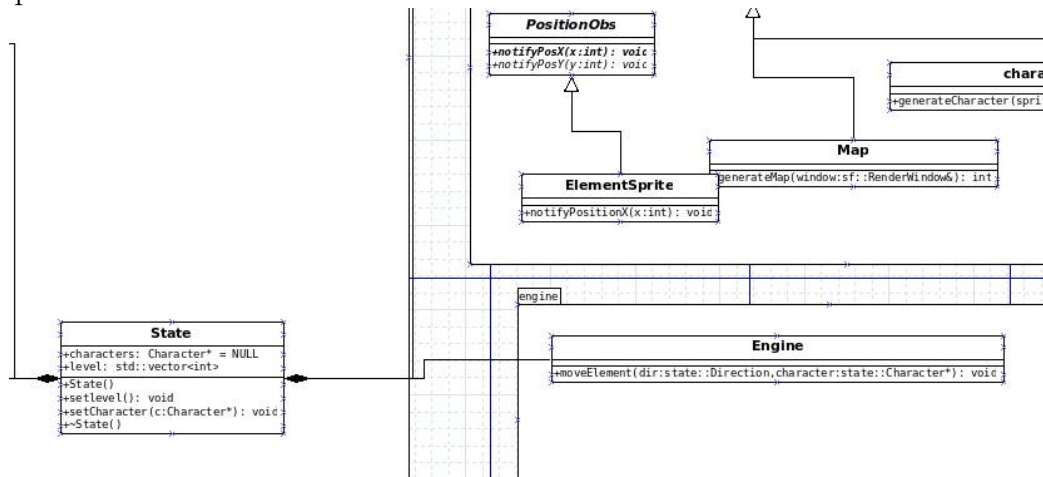 PositionObs
+notifyPosX(x:int): void
+notifyPosY(y:int): void
+generateCharacter(
Map
generateMap(window:sf::RenderWindow&): int
ElementSprite
+notifyPositionX(x:int): void
engine
State
+characters: Character* = NULL
+level: std::vector<int>
+State()
+setlevel(): void
+setCharacter(c:Character*): void
+~State()
Engine
+moveElement(dir:state::Direction,character:state::Character*): void